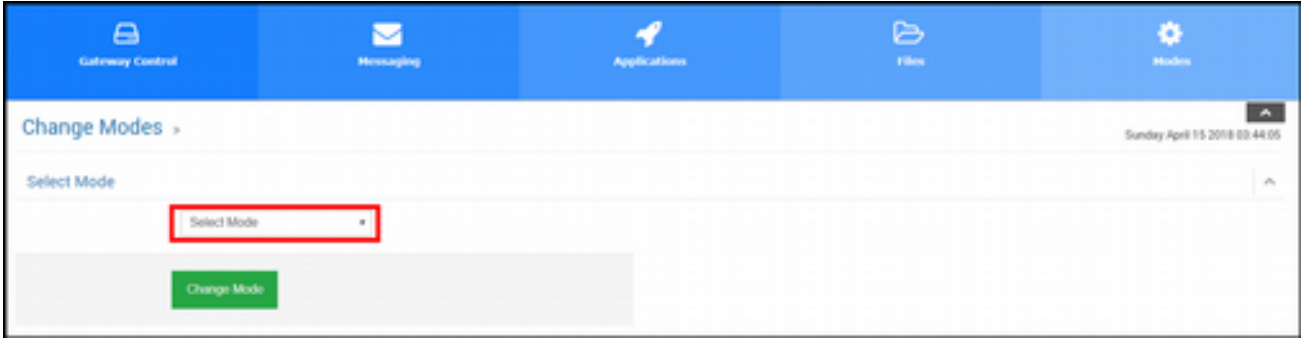 Gateway Control
Messaging
Applications
Files
Modes
Change Modes »
Sunday April 15 2018 03:44:05
Select Mode
Select Mode
Change Mode